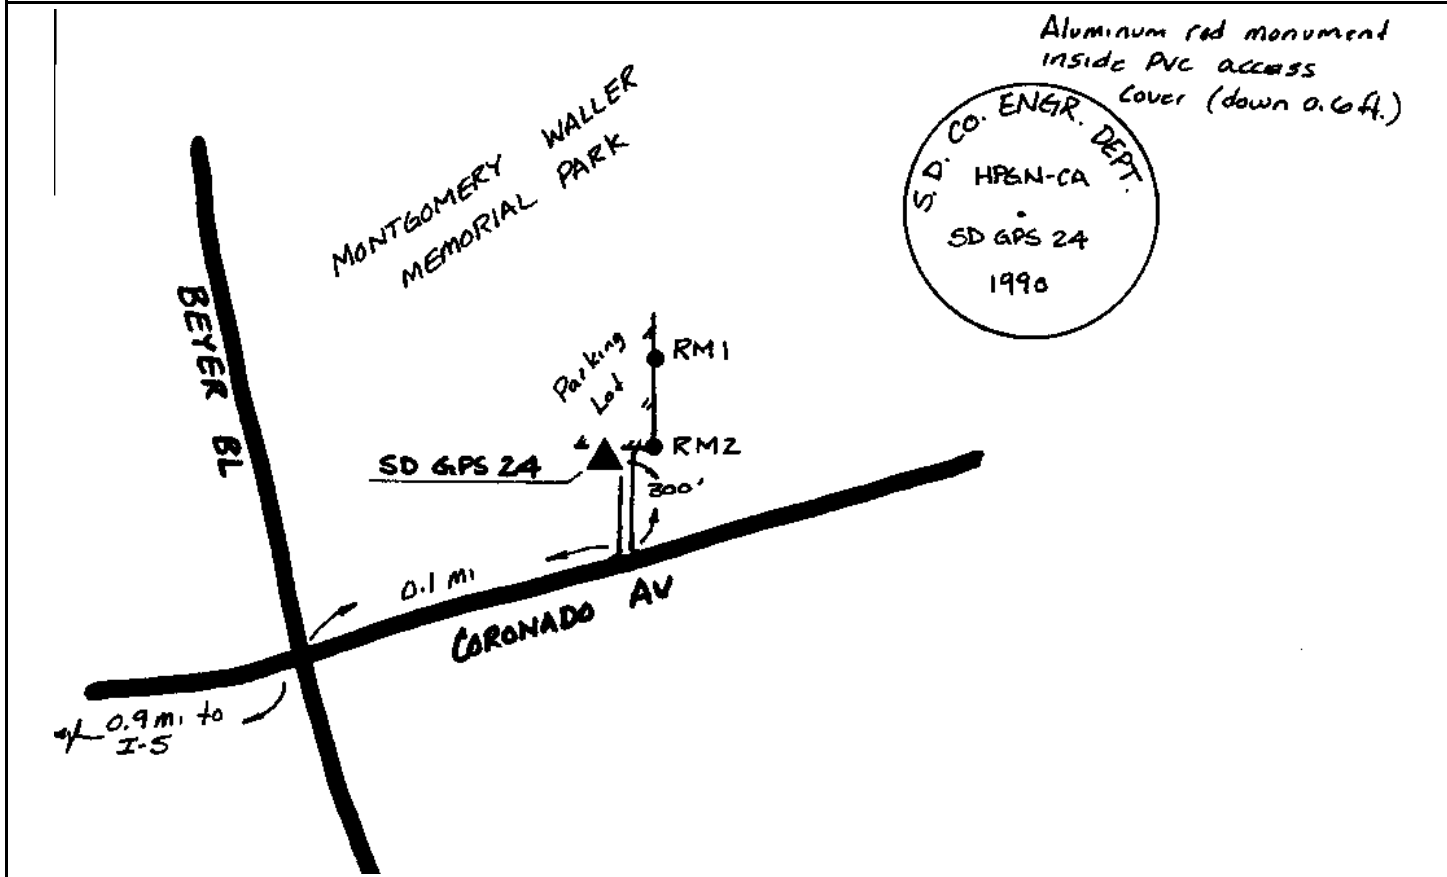 Aluminum rod monument
inside PVC access
cover (down 0.6 ft.)
S.D. CO. ENGR. DEPT.
HPGN-CA
SD GPS 24
1990
MONTGOMERY WALLER
MEMORIAL PARK
BEYER BL
Parking
Lot
RM1
RM2
SD GPS 24
300'
0.1 mi
CORONADO AV
0.9 mi to
I-5